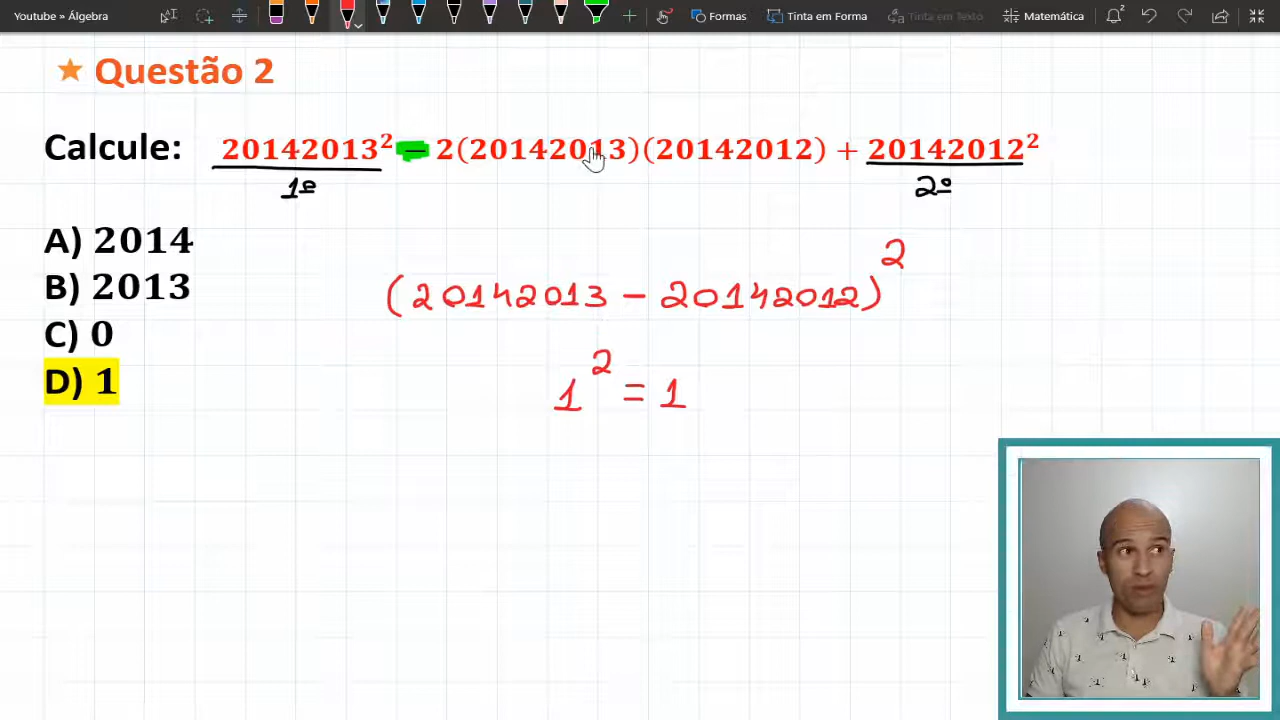 Youtube » Álgebra Formas Tinta em Forma Tinta em Texto Matemática 2
★ Questão 2
Calcule: 20142013² − 2(20142013)(20142012) + 20142012²
1º 2º
A) 2014
B) 2013
C) 0
D) 1
(20142013 − 20142012)²
1² = 1